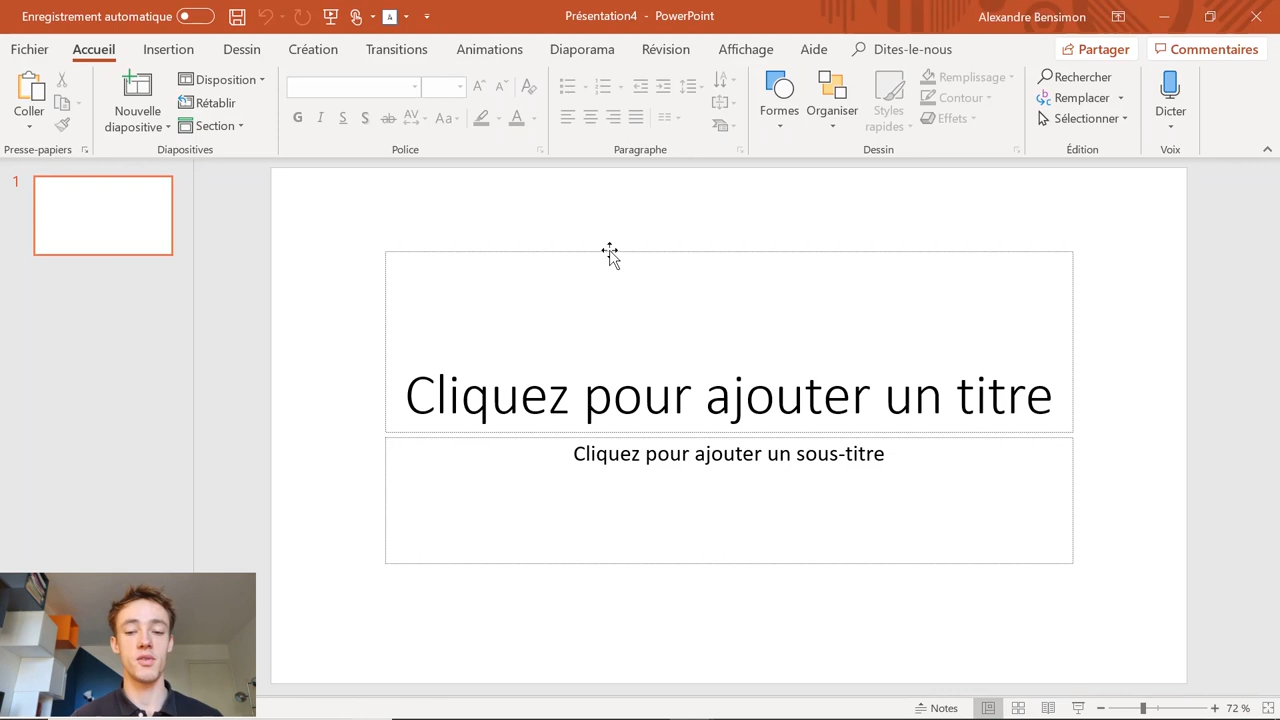 Enregistrement automatique
Présentation4 - PowerPoint
Alexandre Bensimon
Fichier Accueil Insertion Dessin Création Transitions Animations Diaporama Révision Affichage Aide Dites-le-nous Partager Commentaires
Coller
Presse-papiers
Nouvelle
diapositive
Disposition
Rétablir
Section
Diapositives
G I S S ab AV Aa A
Police
Paragraphe
Formes
Organiser
Styles
rapides
Remplissage
Contour
Effets
Dessin
Rechercher
Remplacer
Sélectionner
Édition
Dicter
Voix
1
Cliquez pour ajouter un titre
Cliquez pour ajouter un sous-titre
Notes
72 %